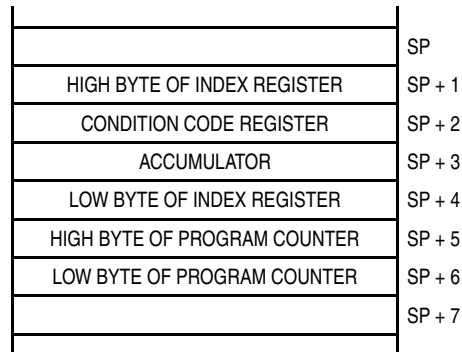 SP
HIGH BYTE OF INDEX REGISTER SP + 1
CONDITION CODE REGISTER SP + 2
ACCUMULATOR SP + 3
LOW BYTE OF INDEX REGISTER SP + 4
HIGH BYTE OF PROGRAM COUNTER SP + 5
LOW BYTE OF PROGRAM COUNTER SP + 6
SP + 7